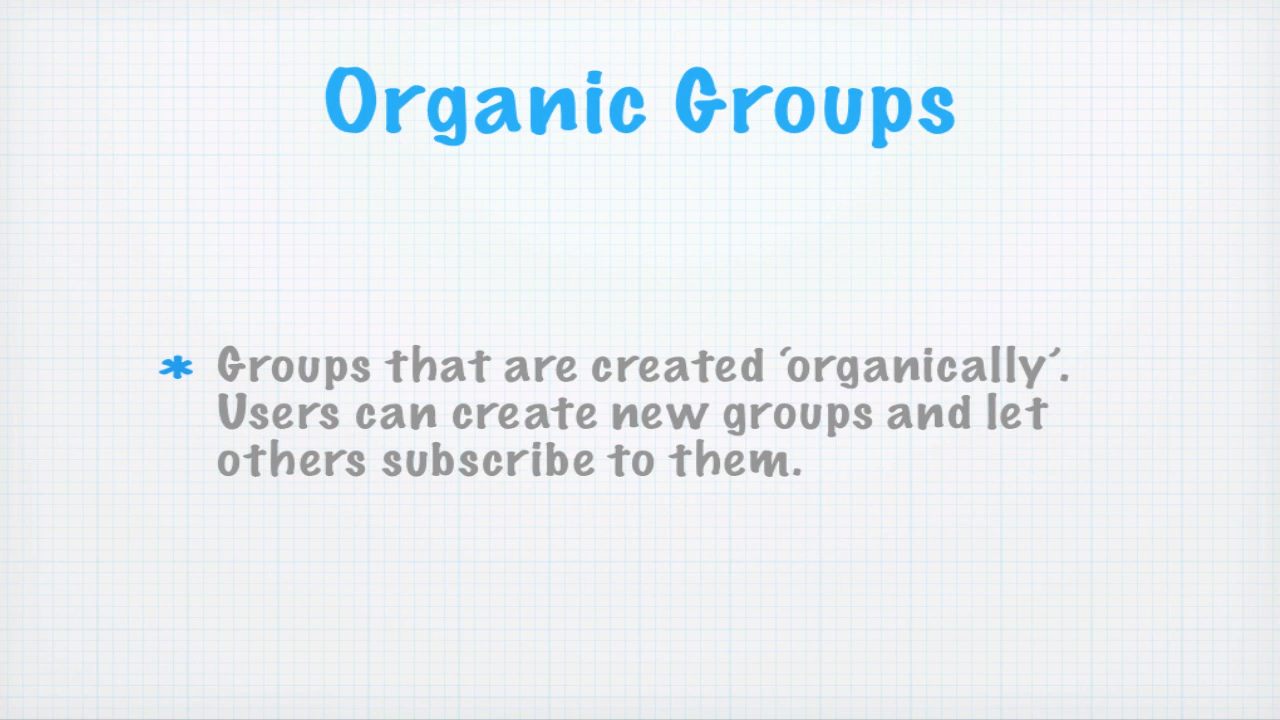 Organic Groups
* Groups that are created ‘organically’.
Users can create new groups and let
others subscribe to them.